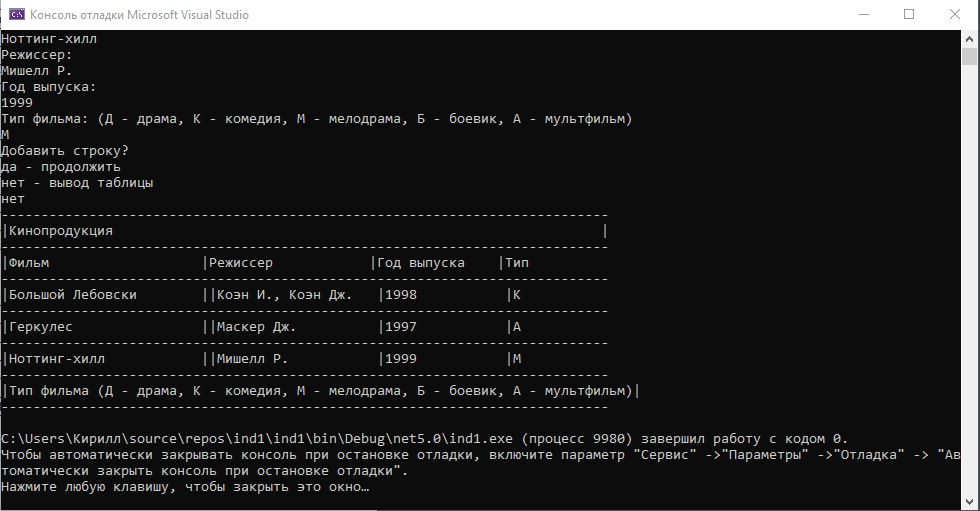 Консоль отладки Microsoft Visual Studio
Ноттинг-хилл
Режиссер:
Мишелл Р.
Год выпуска:
1999
Тип фильма: (Д - драма, К - комедия, М - мелодрама, Б - боевик, А - мультфильм)
М
Добавить строку?
да - продолжить
нет - вывод таблицы
нет
----------------------------------------------------------------------------
|Кинопродукция                                                             |
----------------------------------------------------------------------------
|Фильм                   |Режиссер            |Год выпуска    |Тип
----------------------------------------------------------------------------
|Большой Лебовски        ||Коэн И., Коэн Дж.   |1998           |К
----------------------------------------------------------------------------
|Геркулес                ||Маскер Дж.          |1997           |А
----------------------------------------------------------------------------
|Ноттинг-хилл            ||Мишелл Р.           |1999           |М
----------------------------------------------------------------------------
|Тип фильма (Д - драма, К - комедия, М - мелодрама, Б - боевик, А - мультфильм)|
----------------------------------------------------------------------------
C:\Users\Кирилл\source\repos\ind1\ind1\bin\Debug\net5.0\ind1.exe (процесс 9980) завершил работу с кодом 0.
Чтобы автоматически закрывать консоль при остановке отладки, включите параметр "Сервис" ->"Параметры" ->"Отладка" -> "Ав
томатически закрыть консоль при остановке отладки".
Нажмите любую клавишу, чтобы закрыть это окно…